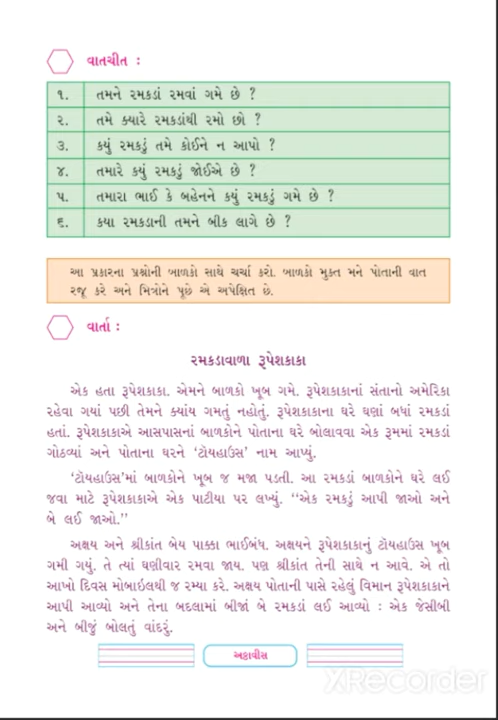 વાતચીત :
૧. તમને રમકડાં રમવાં ગમે છે ?
૨. તમે ક્યારે રમકડાંથી રમો છો ?
૩. કયું રમકડું તમે કોઈને ન આપો ?
૪. તમારે કયું રમકડું જોઈએ છે ?
૫. તમારા ભાઈ કે બહેનને કયું રમકડું ગમે છે ?
૬. કયા રમકડાની તમને બીક લાગે છે ?
આ પ્રકારના પ્રશ્નોની બાળકો સાથે ચર્ચા કરો. બાળકો મુક્ત મને પોતાની વાત
રજૂ કરે અને મિત્રોને પૂછે એ અપેક્ષિત છે.
વાર્તા :
રમકડાવાળા રૂપેશકાકા
એક હતા રૂપેશકાકા. એમને બાળકો ખૂબ ગમે. રૂપેશકાકાનાં સંતાનો અમેરિકા
રહેવા ગયાં પછી તેમને ક્યાંય ગમતું નહોતું. રૂપેશકાકાના ઘરે ઘણાં બધાં રમકડાં
હતાં. રૂપેશકાકાએ આસપાસનાં બાળકોને પોતાના ઘરે બોલાવવા એક રૂમમાં રમકડાં
ગોઠવ્યાં અને પોતાના ઘરને 'ટૉયહાઉસ' નામ આપ્યું.
'ટૉયહાઉસ'માં બાળકોને ખૂબ જ મજા પડતી. આ રમકડાં બાળકોને ઘરે લઈ
જવા માટે રૂપેશકાકાએ એક પાટીયા પર લખ્યું. ''એક રમકડું આપી જાઓ અને
બે લઈ જાઓ.''
અક્ષય અને શ્રીકાંત બેય પાક્કા ભાઈબંધ. અક્ષયને રૂપેશકાકાનું ટૉયહાઉસ ખૂબ
ગમી ગયું. તે ત્યાં ઘણીવાર રમવા જાય. પણ શ્રીકાંત તેની સાથે ન આવે. એ તો
આખો દિવસ મોબાઇલથી જ રમ્યા કરે. અક્ષય પોતાની પાસે રહેલું વિમાન રૂપેશકાકાને
આપી આવ્યો અને તેના બદલામાં બીજાં બે રમકડાં લઈ આવ્યો : એક જેસીબી
અને બીજું બોલતું વાંદરું.
અઠ્ઠાવીસ
XRecorder